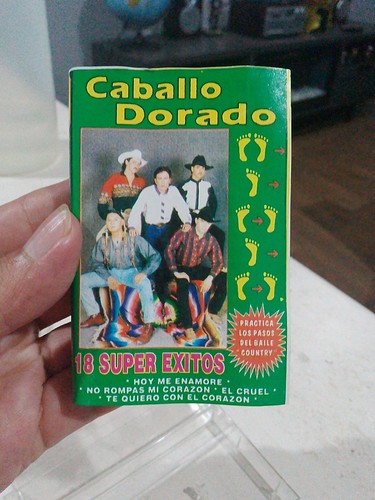 Caballo
Dorado
PRACTICA
LOS PASOS
DEL BAILE
COUNTRY
18 SUPER EXITOS
* HOY ME ENAMORE *
* NO ROMPAS MI CORAZON * EL CRUEL *
* TE QUIERO CON EL CORAZON *